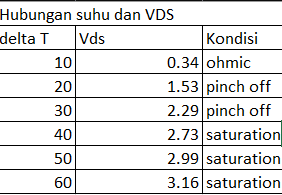 Hubungan suhu dan VDS
delta T Vds Kondisi
10 0.34 ohmic
20 1.53 pinch off
30 2.29 pinch off
40 2.73 saturation
50 2.99 saturation
60 3.16 saturation